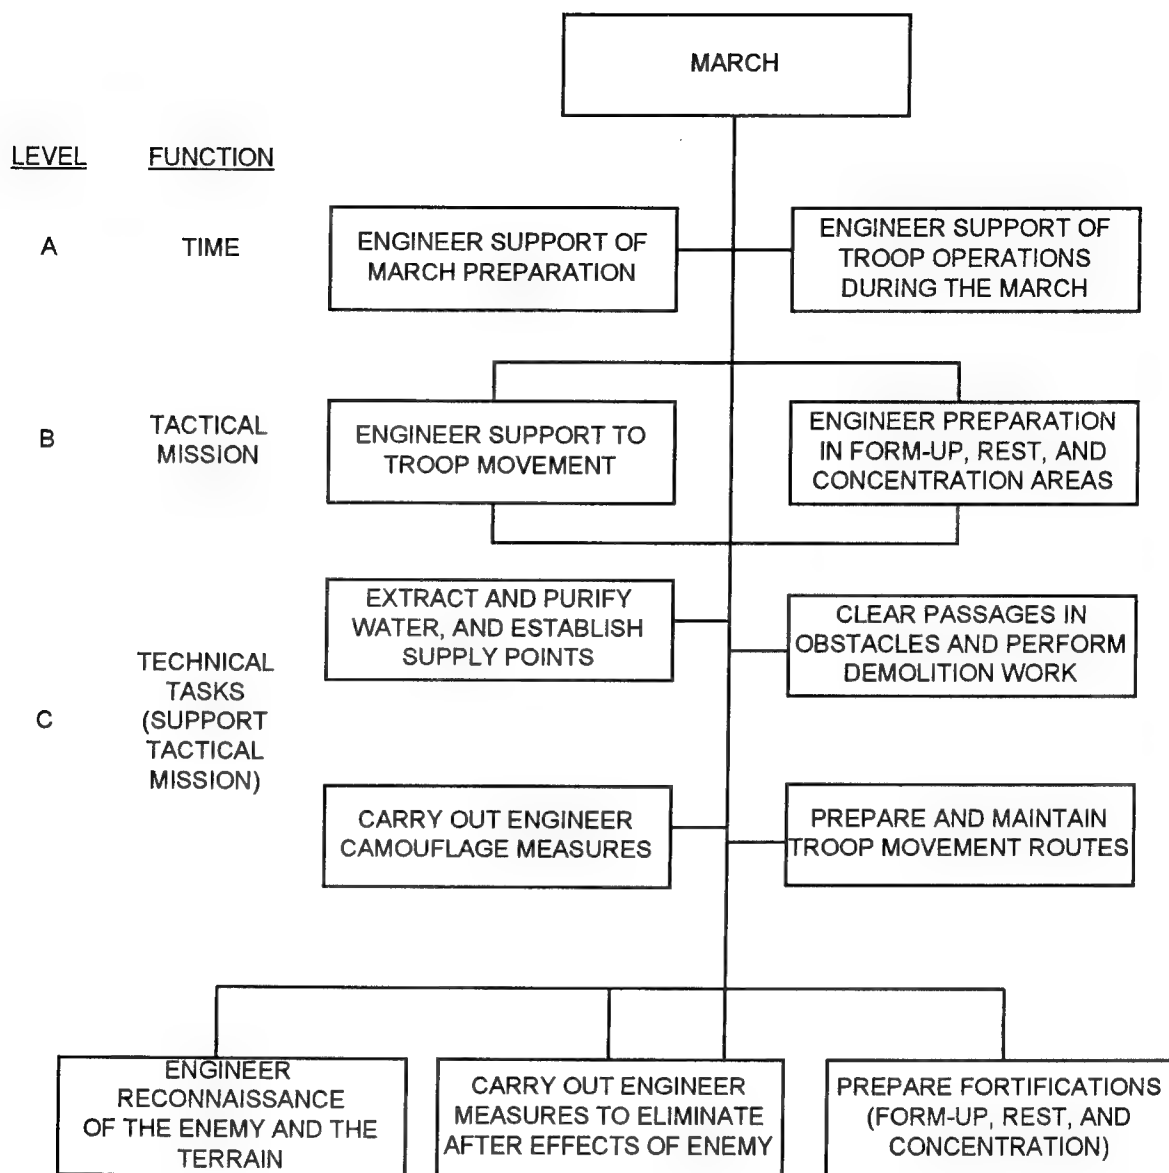 MARCH
LEVEL
FUNCTION
A
TIME
ENGINEER SUPPORT OF
MARCH PREPARATION
ENGINEER SUPPORT OF
TROOP OPERATIONS
DURING THE MARCH
B
TACTICAL
MISSION
ENGINEER SUPPORT TO
TROOP MOVEMENT
ENGINEER PREPARATION
IN FORM-UP, REST, AND
CONCENTRATION AREAS
C
TECHNICAL
TASKS
(SUPPORT
TACTICAL
MISSION)
EXTRACT AND PURIFY
WATER, AND ESTABLISH
SUPPLY POINTS
CLEAR PASSAGES IN
OBSTACLES AND PERFORM
DEMOLITION WORK
CARRY OUT ENGINEER
CAMOUFLAGE MEASURES
PREPARE AND MAINTAIN
TROOP MOVEMENT ROUTES
ENGINEER
RECONNAISSANCE
OF THE ENEMY AND THE
TERRAIN
CARRY OUT ENGINEER
MEASURES TO ELIMINATE
AFTER EFFECTS OF ENEMY
PREPARE FORTIFICATIONS
(FORM-UP, REST, AND
CONCENTRATION)